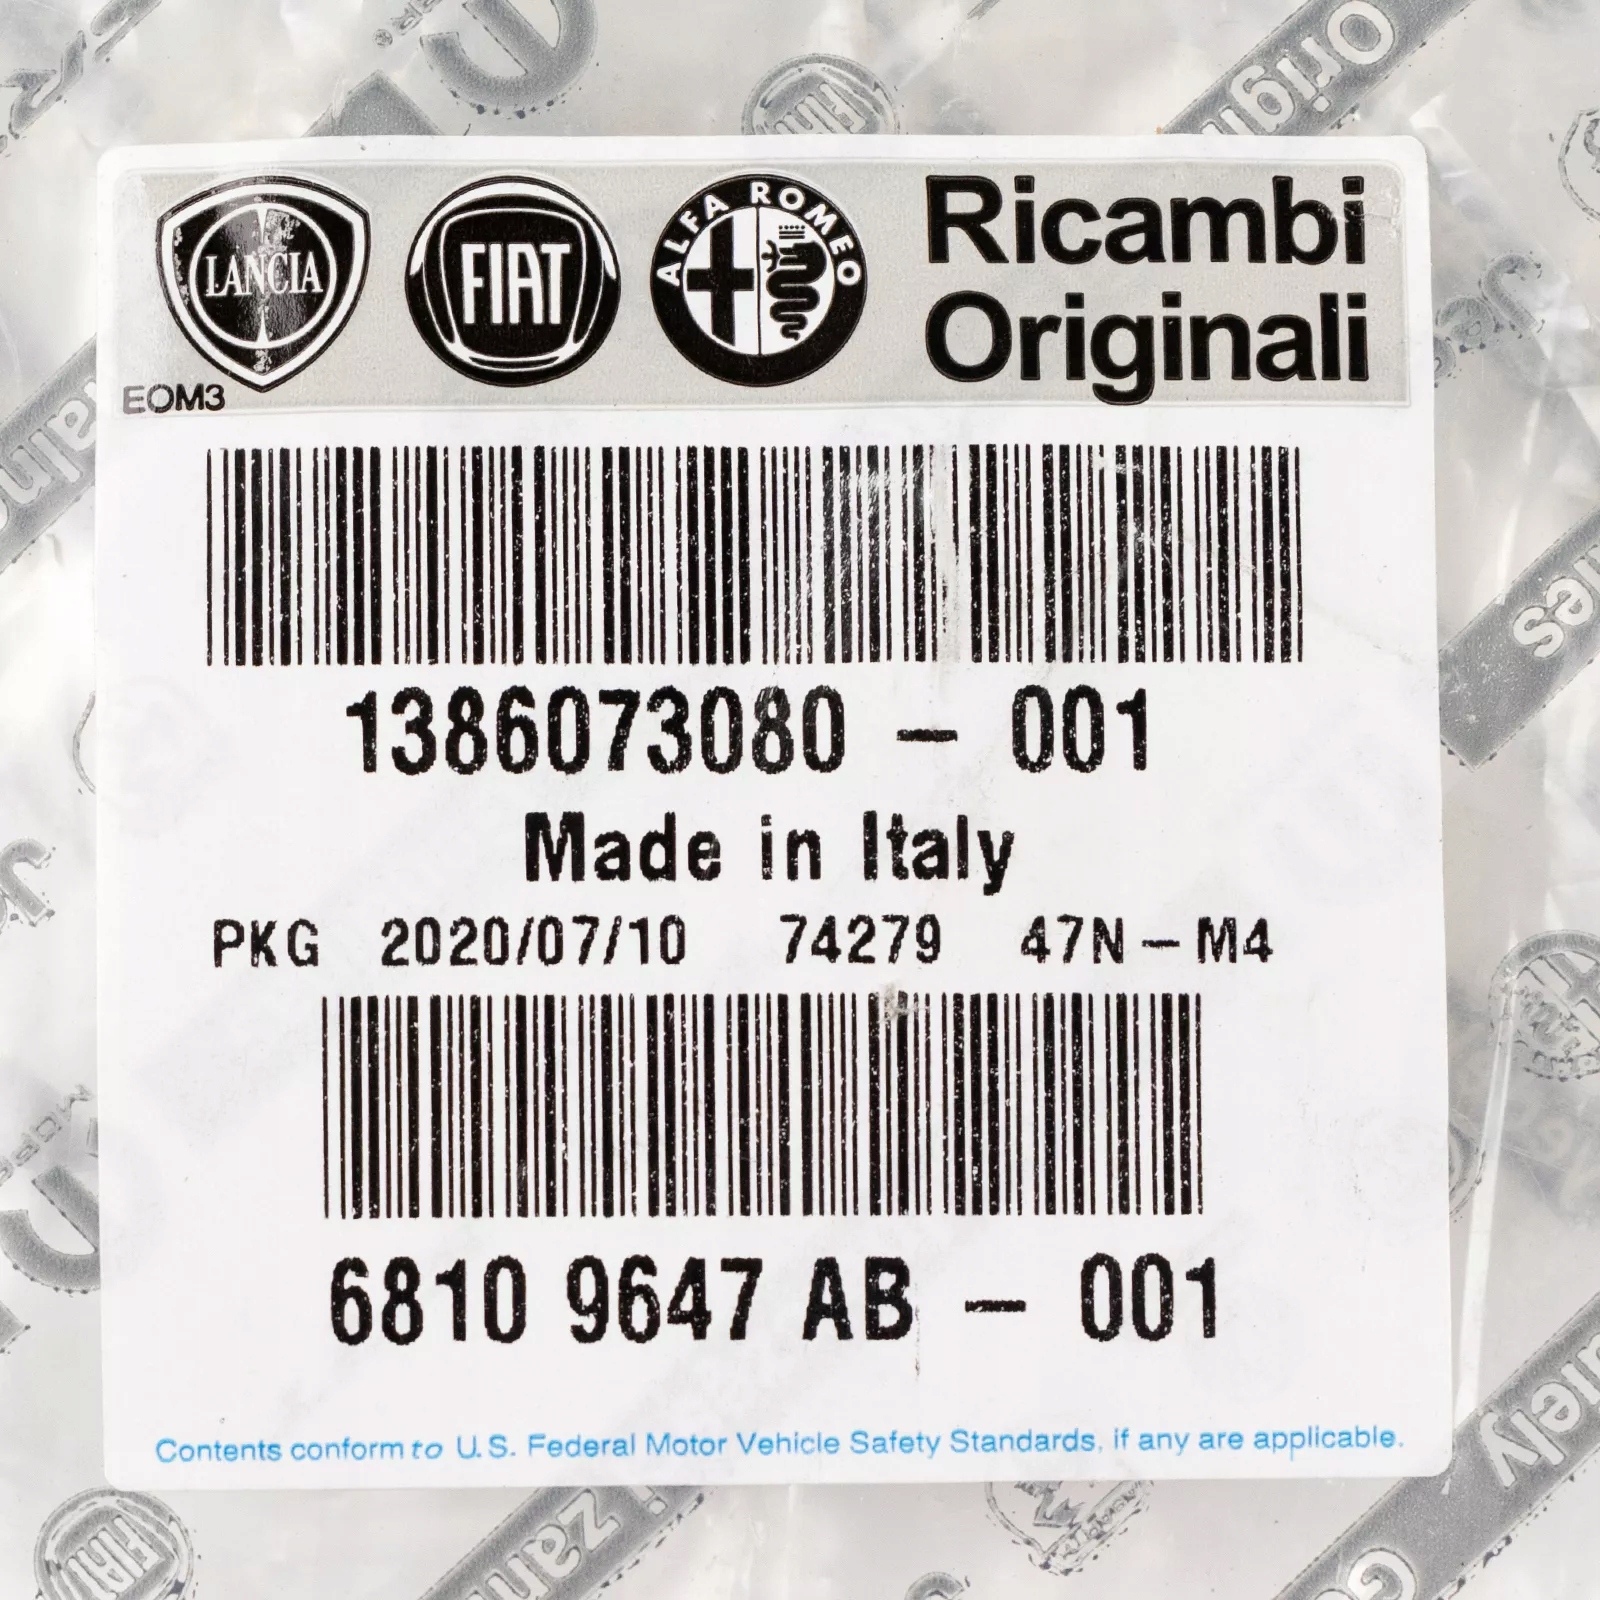 LANCIA
FIAT
ALFA ROMEO
Ricambi
Originali
EOM3
1386073080 - 001
Made in Italy
PKG 2020/07/10 74279 47N-M4
6810 9647 AB - 001
Contents conform to U.S. Federal Motor Vehicle Safety Standards, if any are applicable.
FIAT